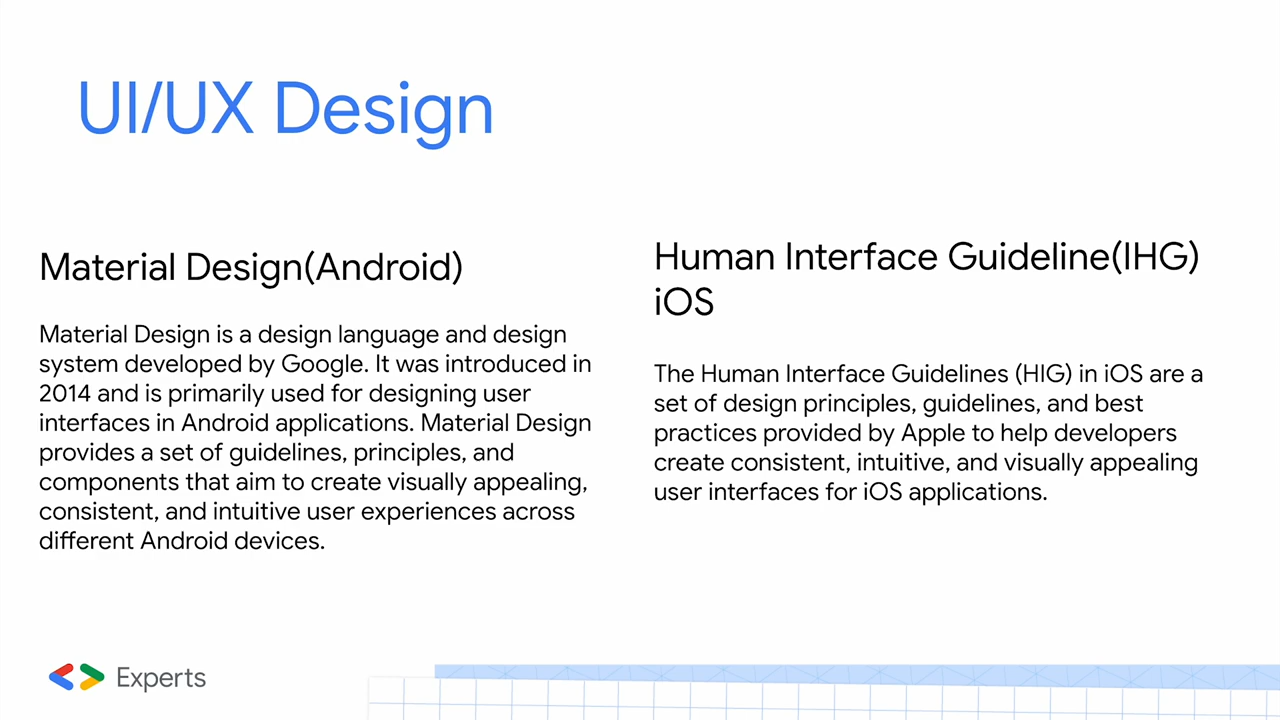 UI/UX Design
Material Design(Android)
Material Design is a design language and design
system developed by Google. It was introduced in
2014 and is primarily used for designing user
interfaces in Android applications. Material Design
provides a set of guidelines, principles, and
components that aim to create visually appealing,
consistent, and intuitive user experiences across
different Android devices.
Human Interface Guideline(IHG)
iOS
The Human Interface Guidelines (HIG) in iOS are a
set of design principles, guidelines, and best
practices provided by Apple to help developers
create consistent, intuitive, and visually appealing
user interfaces for iOS applications.
Experts